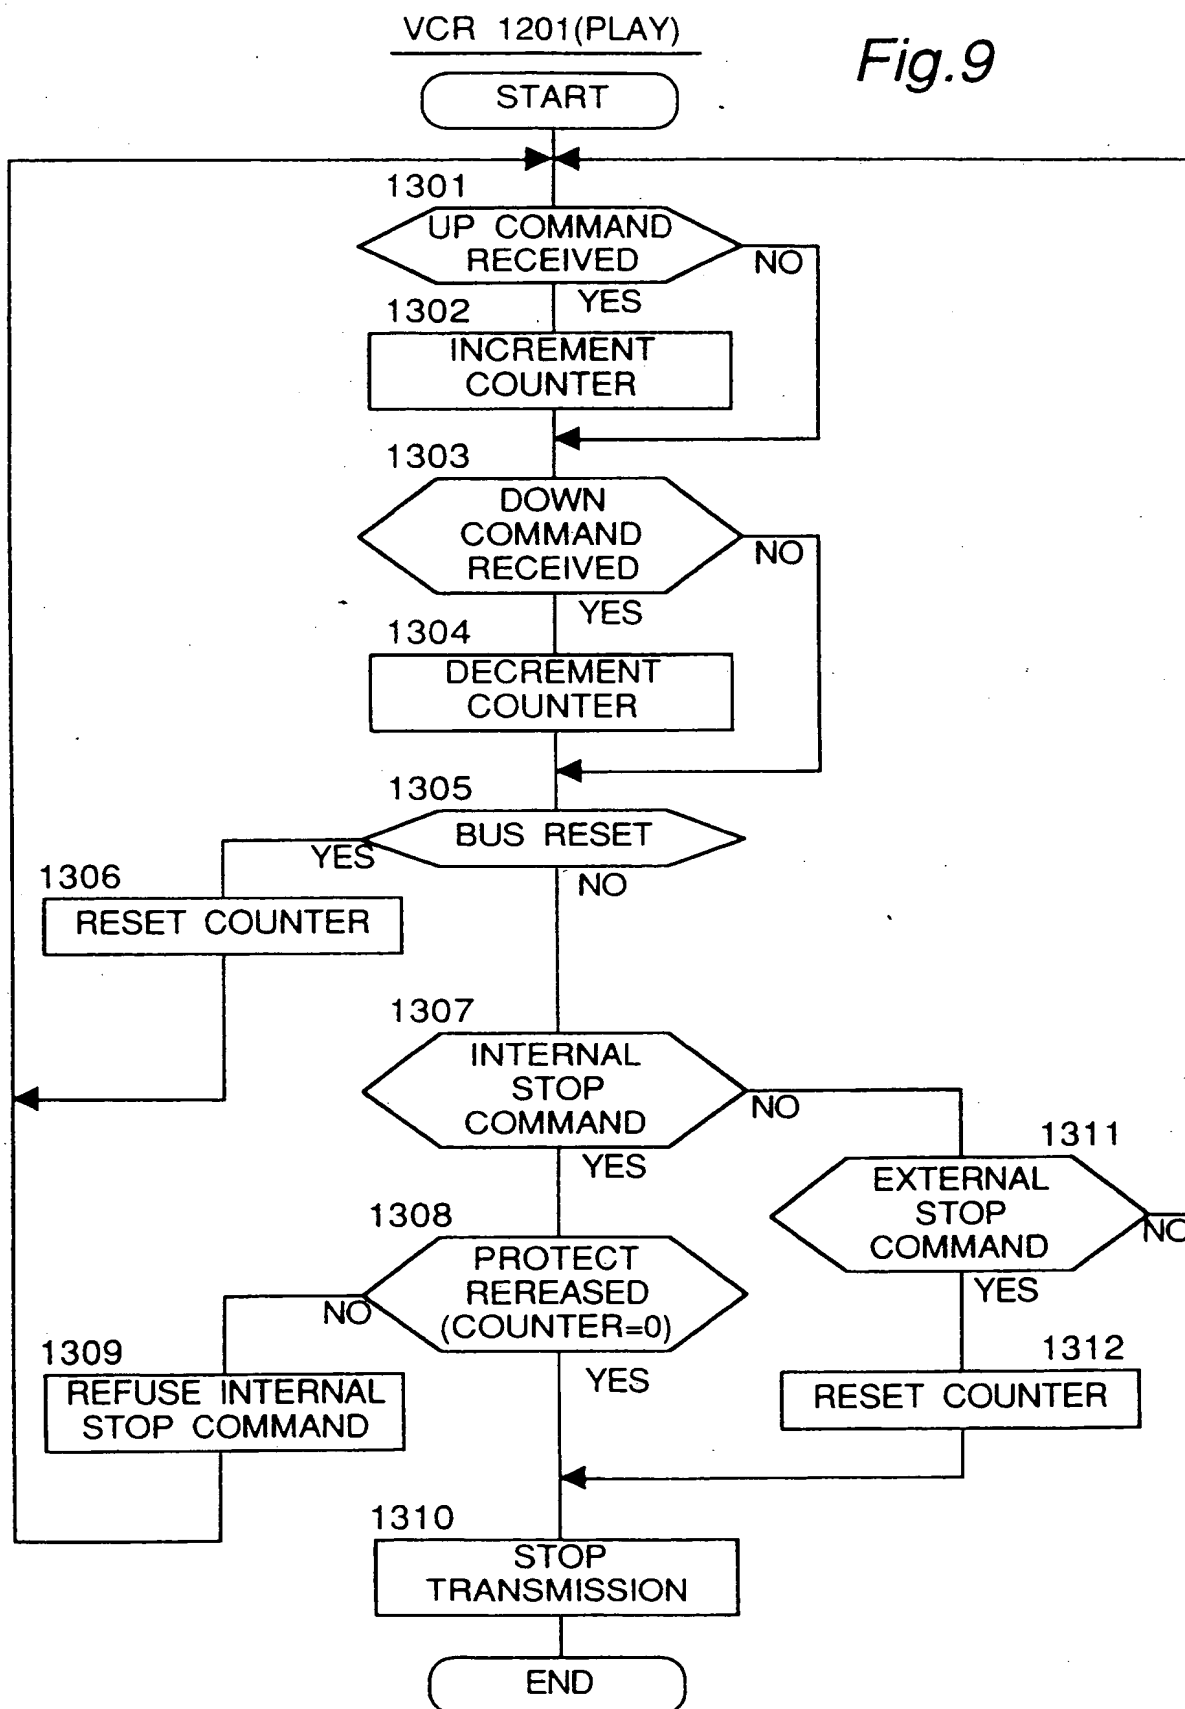 VCR 1201(PLAY)
Fig.9
START
1301
UP COMMAND
RECEIVED
NO
YES
1302
INCREMENT
COUNTER
1303
DOWN
COMMAND
RECEIVED
NO
YES
1304
DECREMENT
COUNTER
1305
BUS RESET
YES
NO
1306
RESET COUNTER
1307
INTERNAL
STOP
COMMAND
NO
YES
1311
EXTERNAL
STOP
COMMAND
NO
YES
1308
PROTECT
REREASED
(COUNTER=0)
NO
YES
1309
REFUSE INTERNAL
STOP COMMAND
1312
RESET COUNTER
1310
STOP
TRANSMISSION
END